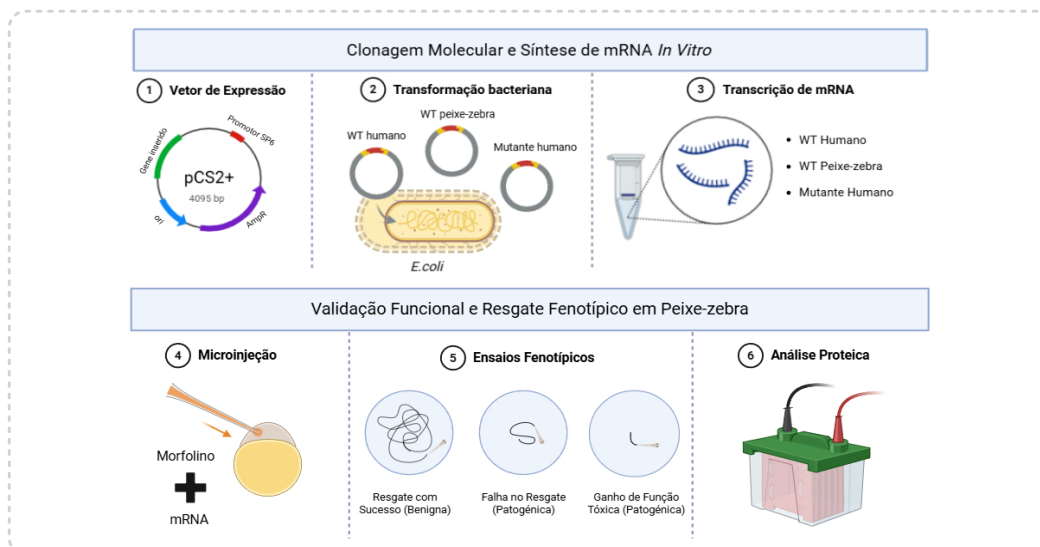 Clonagem Molecular e Síntese de mRNA In Vitro
1 Vetor de Expressão
Promotor SP6
Gene inserido
pCS2+
4095 bp
ori
AmpR
2 Transformação bacteriana
WT peixe-zebra
WT humano
Mutante humano
E.coli
3 Transcrição de mRNA
• WT Humano
• WT Peixe-zebra
• Mutante Humano
Validação Funcional e Resgate Fenotípico em Peixe-zebra
4 Microinjeção
Morfolino
mRNA
5 Ensaios Fenotípicos
Resgate com
Sucesso (Benigna)
Falha no Resgate
(Patogênica)
Ganho de Função
Tóxica (Patogênica)
6 Análise Proteica